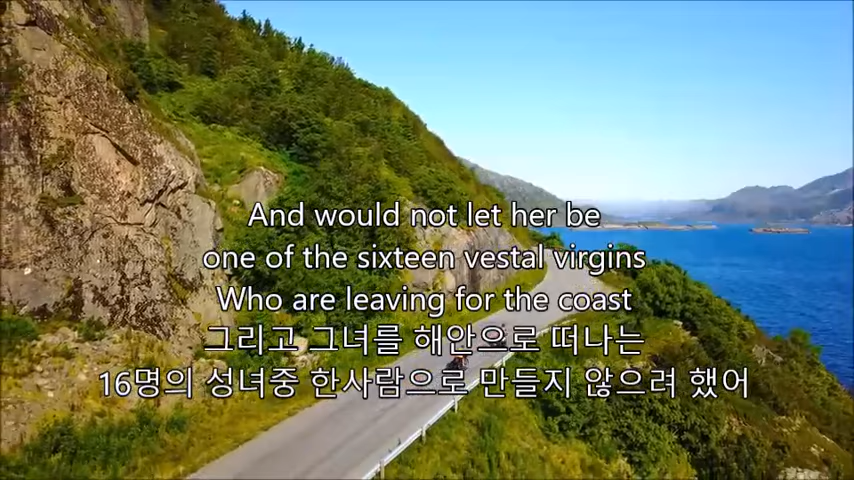 And would not let her be
one of the sixteen vestal virgins
Who are leaving for the coast
그리고 그녀를 해안으로 떠나는
16명의 성녀중 한사람으로 만들지 않으려 했어